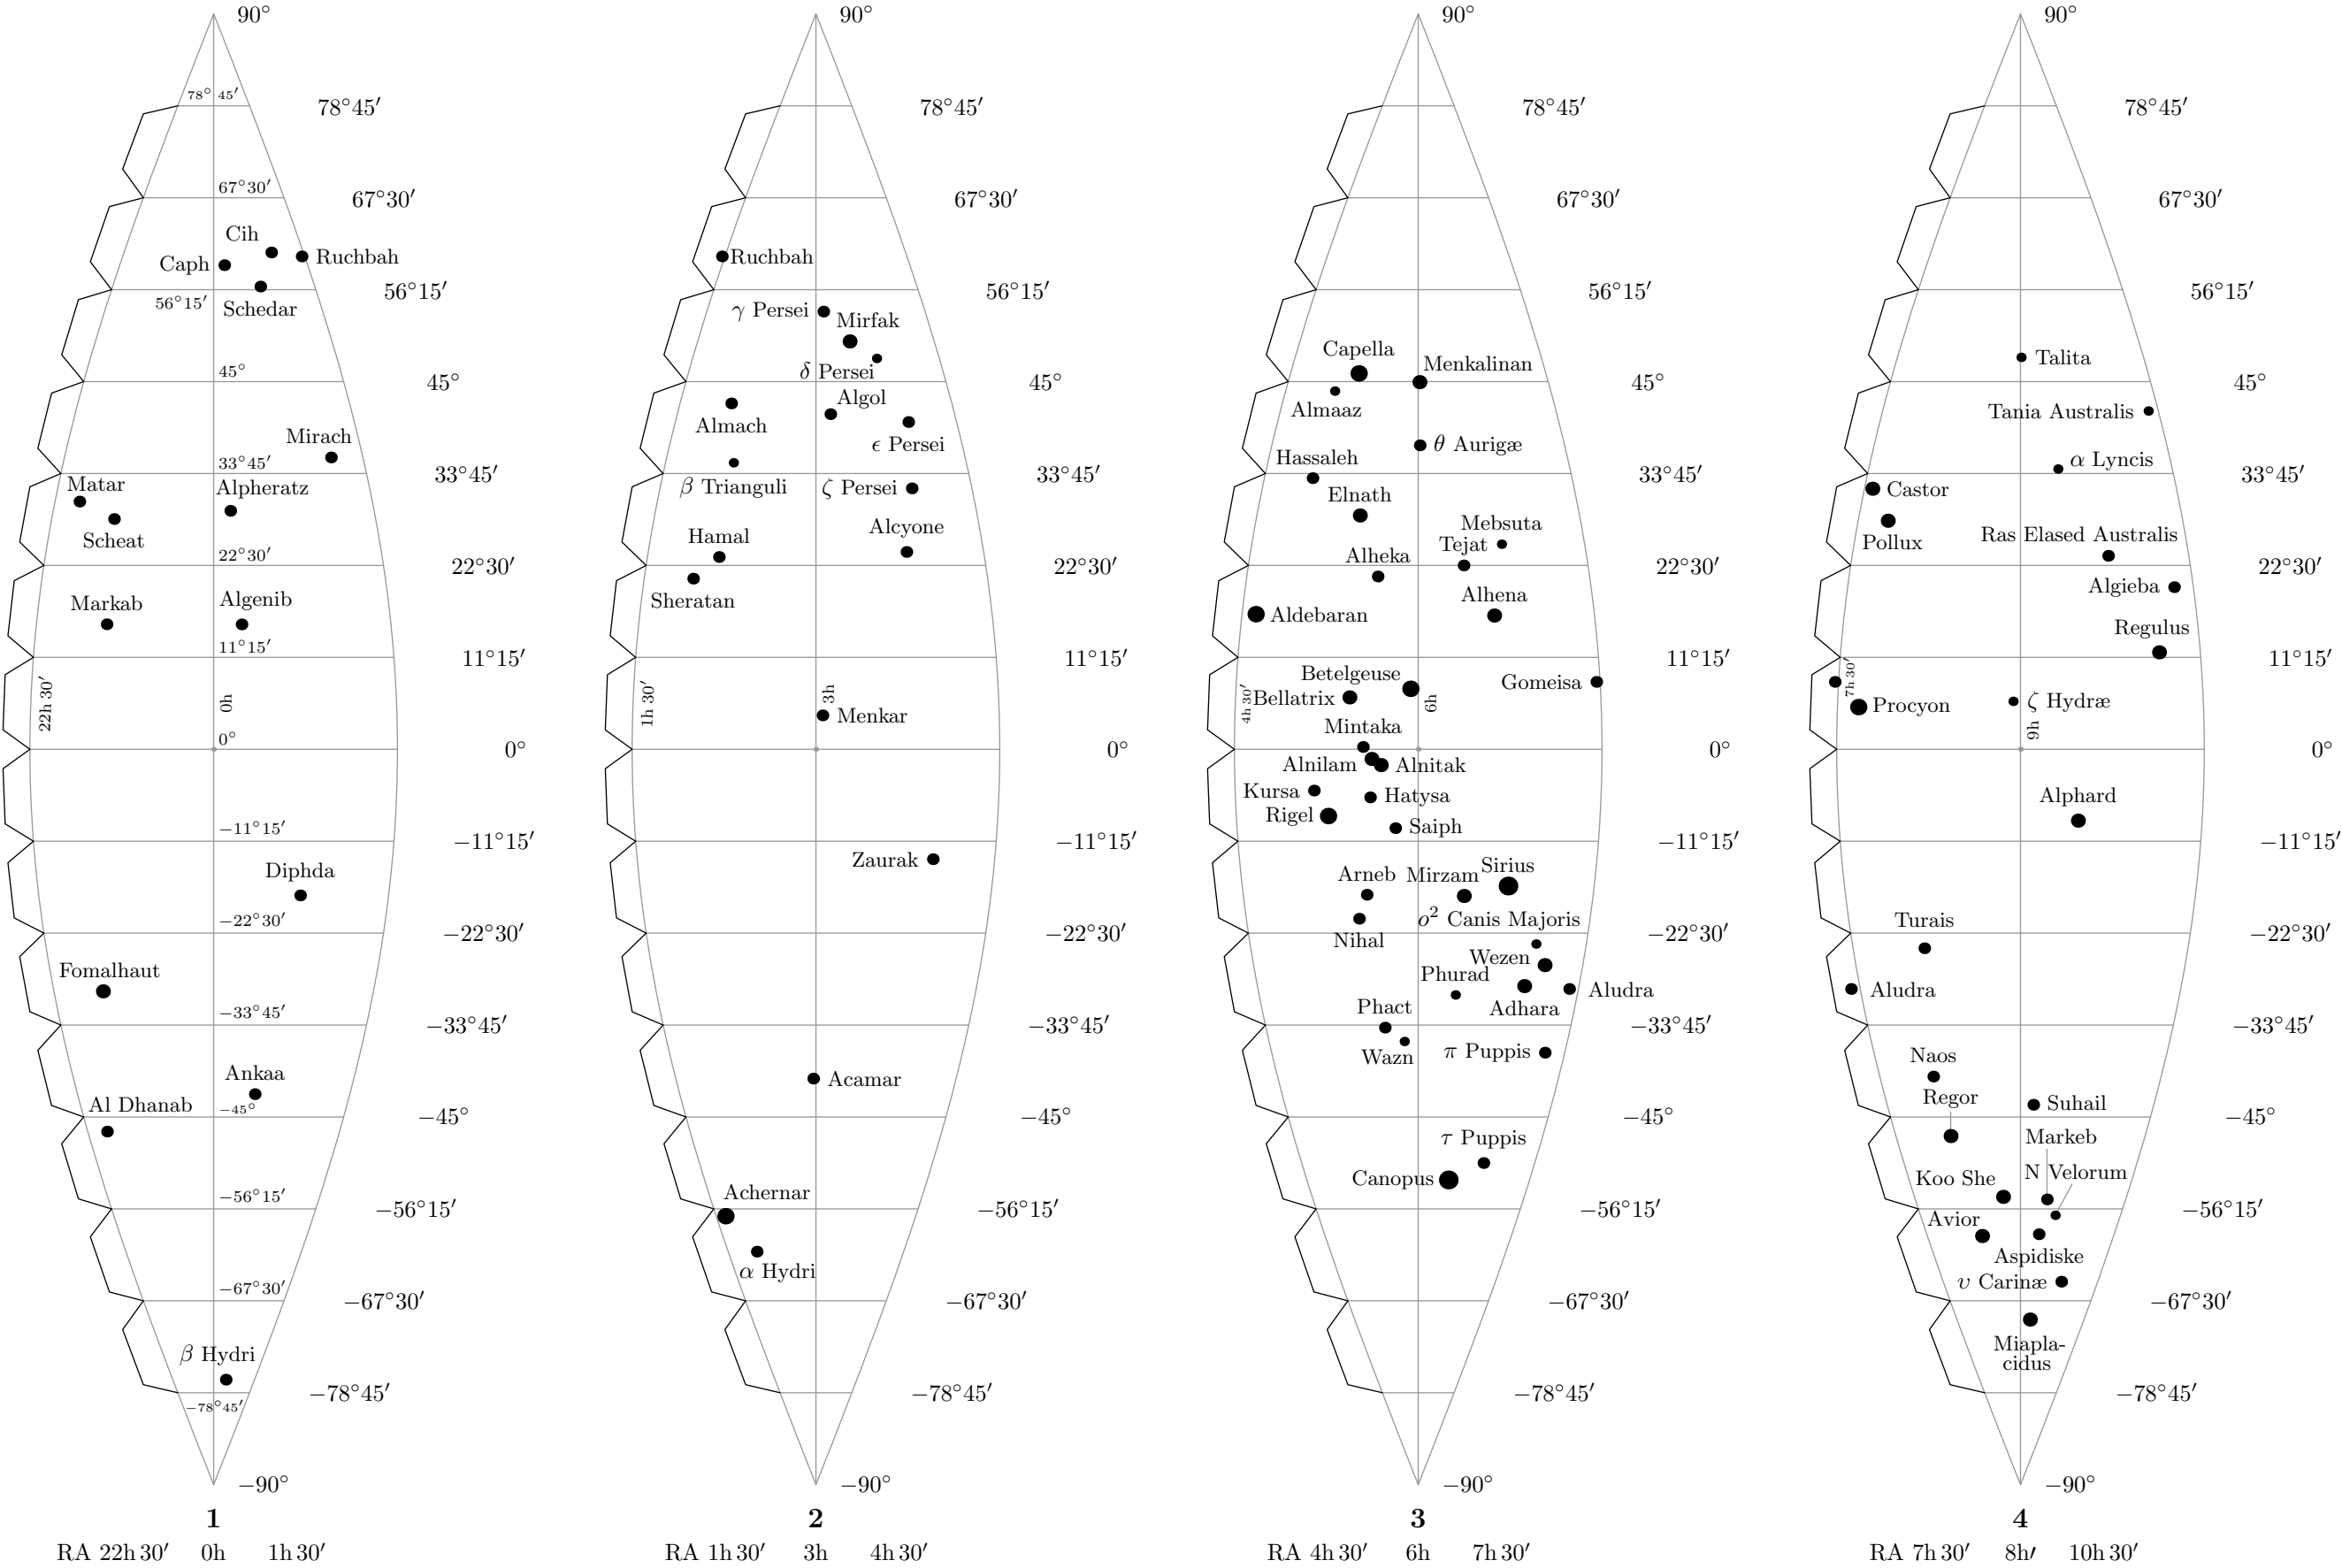 90°
78° 45′
78°45′
67°30′
67°30′
Cih
Caph
Ruchbah
56°15′
56°15′
Schedar
45°
45°
Mirach
33°45′
33°45′
Matar
Alpheratz
Scheat
22°30′
22°30′
Markab
Algenib
11°15′
11°15′
22h 30′
0h
0°
0°
−11°15′
−11°15′
Diphda
−22°30′
−22°30′
Fomalhaut
−33°45′
−33°45′
Ankaa
Al Dhanab
−45°
−45°
−56°15′
−56°15′
−67°30′
−67°30′
β Hydri
−78°45′
−78°45′
−90°
1
RA 22h 30′ 0h 1h 30′
90°
78°45′
67°30′
Ruchbah
56°15′
γ Persei
Mirfak
δ Persei
45°
Algol
Almach
ϵ Persei
33°45′
β Trianguli
ζ Persei
Alcyone
Hamal
22°30′
Sheratan
11°15′
1h 30′
3h
Menkar
0°
−11°15′
Zaurak
−22°30′
−33°45′
Acamar
−45°
Achernar
−56°15′
α Hydri
−67°30′
−78°45′
−90°
2
RA 1h 30′ 3h 4h 30′
90°
78°45′
67°30′
56°15′
Capella
Menkalinan
45°
Almaaz
θ Aurigæ
Hassaleh
33°45′
Elnath
Mebsuta
Tejat
Alheka
22°30′
Alhena
Aldebaran
11°15′
Betelgeuse
Gomeisa
4h 30′
Bellatrix
6h
Mintaka
0°
Alnilam
Alnitak
Kursa
Hatysa
Rigel
Saiph
−11°15′
Sirius
Arneb
Mirzam
ο² Canis Majoris
Nihal
−22°30′
Wezen
Phurad
Aludra
Adhara
Phact
−33°45′
Wazn
π Puppis
−45°
τ Puppis
Canopus
−56°15′
−67°30′
−78°45′
−90°
3
RA 4h 30′ 6h 7h 30′
90°
78°45′
67°30′
56°15′
Talita
45°
Tania Australis
α Lyncis
33°45′
Castor
Ras Elased Australis
Pollux
22°30′
Algieba
Regulus
11°15′
7h 30′
Procyon
ζ Hydræ
9h
0°
Alphard
−11°15′
Turais
−22°30′
Aludra
−33°45′
Naos
Regor
Suhail
−45°
Markeb
N Velorum
Koo She
−56°15′
Avior
Aspidiske
υ Carinæ
−67°30′
Miapla-
cidus
−78°45′
−90°
4
RA 7h 30′ 8h′ 10h 30′